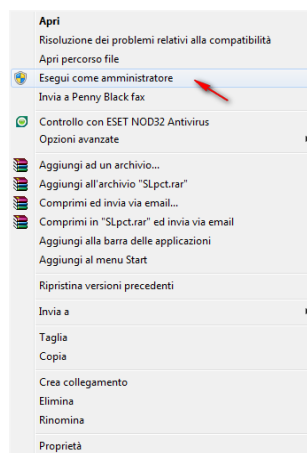 Apri
Risoluzione dei problemi relativi alla compatibilità
Apri percorso file
Esegui come amministratore
Invia a Penny Black fax
Controllo con ESET NOD32 Antivirus
Opzioni avanzate
Aggiungi ad un archivio...
Aggiungi all'archivio "SLpct.rar"
Comprimi ed invia via email...
Comprimi in "SLpct.rar" ed invia via email
Aggiungi alla barra delle applicazioni
Aggiungi al menu Start
Ripristina versioni precedenti
Invia a
Taglia
Copia
Crea collegamento
Elimina
Rinomina
Proprietà